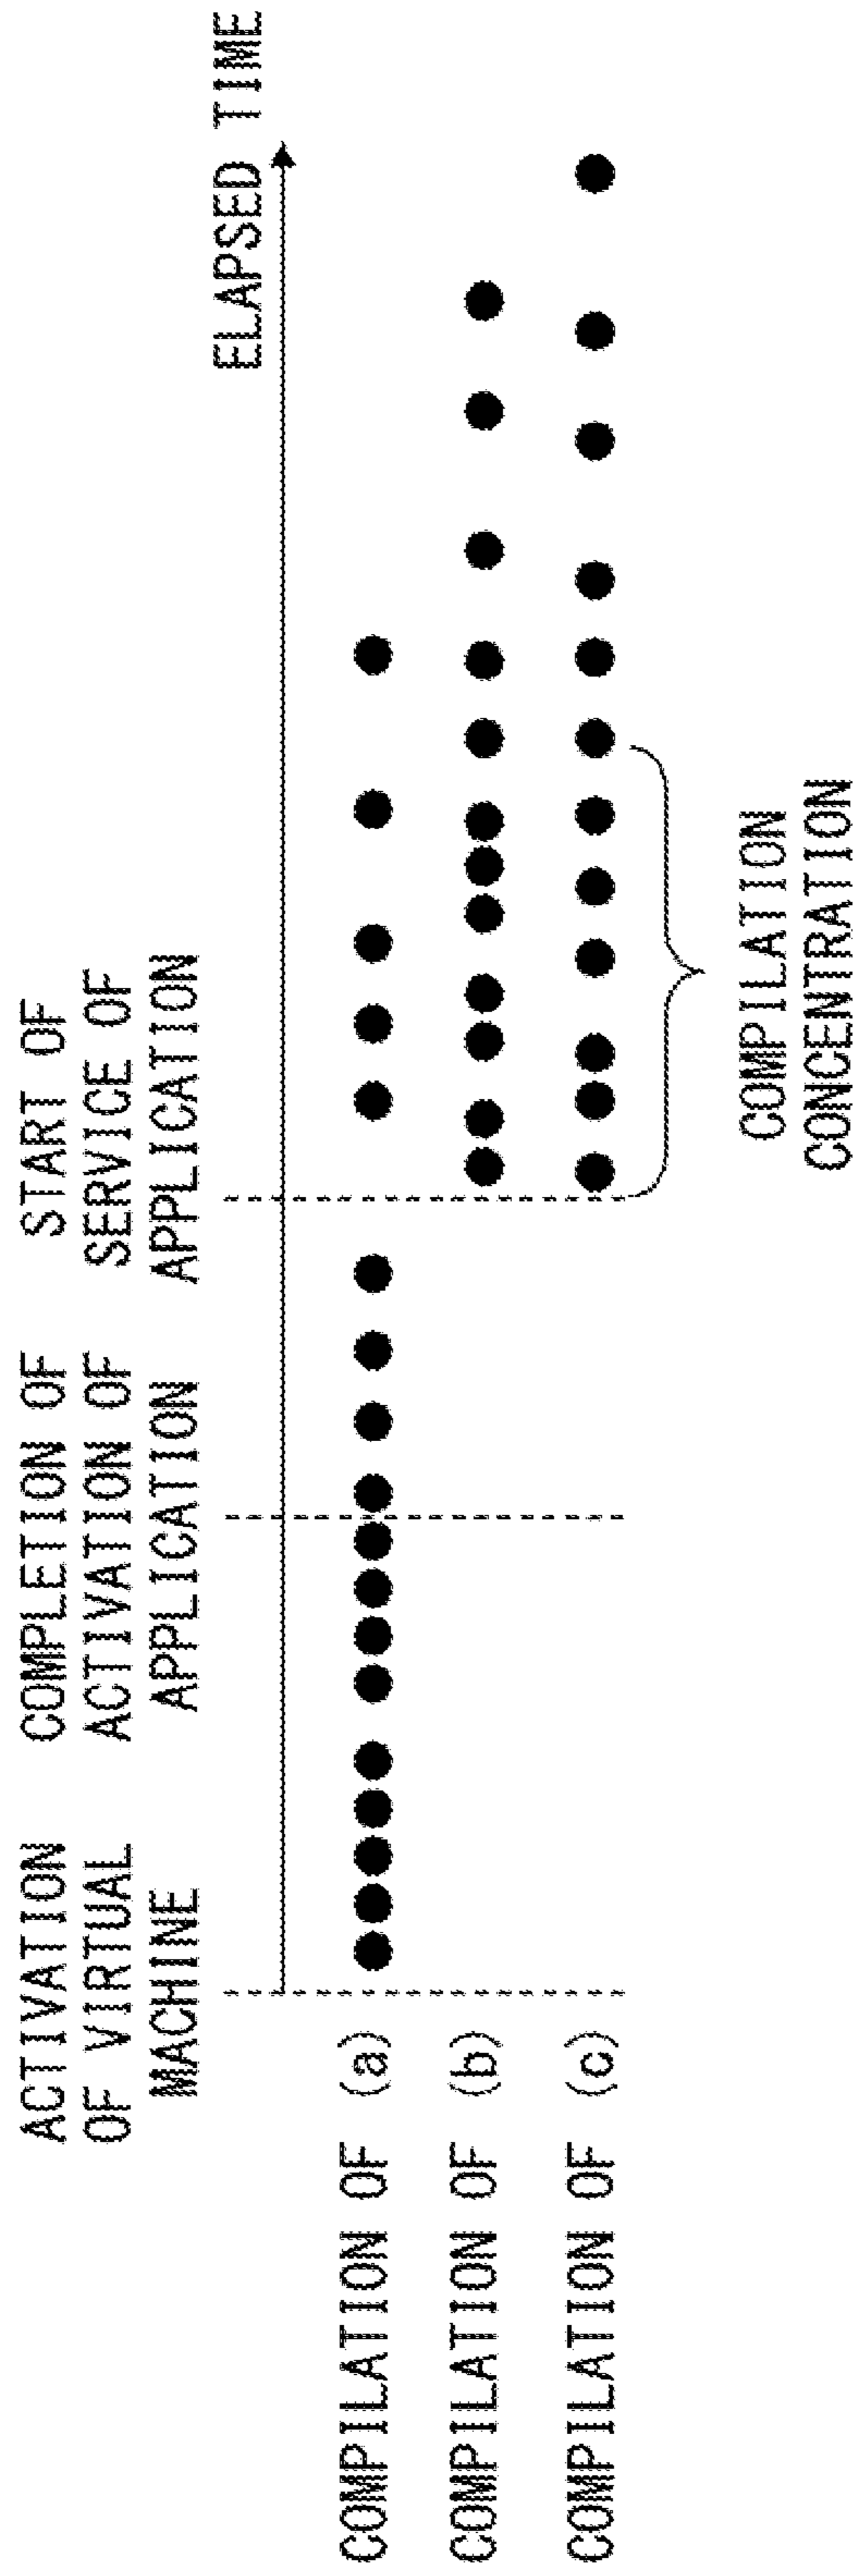 ACTIVATION
OF VIRTUAL
MACHINE
COMPLETION OF
ACTIVATION OF
APPLICATION
START OF
SERVICE OF
APPLICATION
ELAPSED TIME
COMPILATION OF (a)
COMPILATION OF (b)
COMPILATION OF (c)
COMPILATION
CONCENTRATION